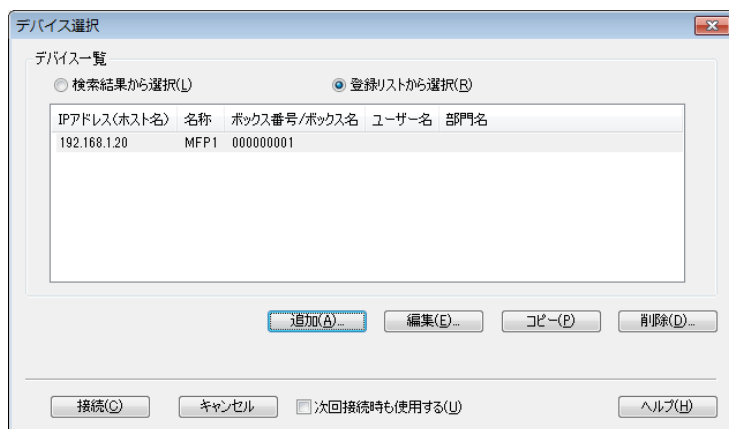 デバイス選択
デバイス一覧
検索結果から選択(L) 登録リストから選択(R)
IPアドレス(ホスト名) 名称 ボックス番号/ボックス名 ユーザー名 部門名
192.168.1.20 MFP1 000000001
追加(A)... 編集(E)... コピー(P) 削除(D)...
接続(C) キャンセル 次回接続時も使用する(U) ヘルプ(H)